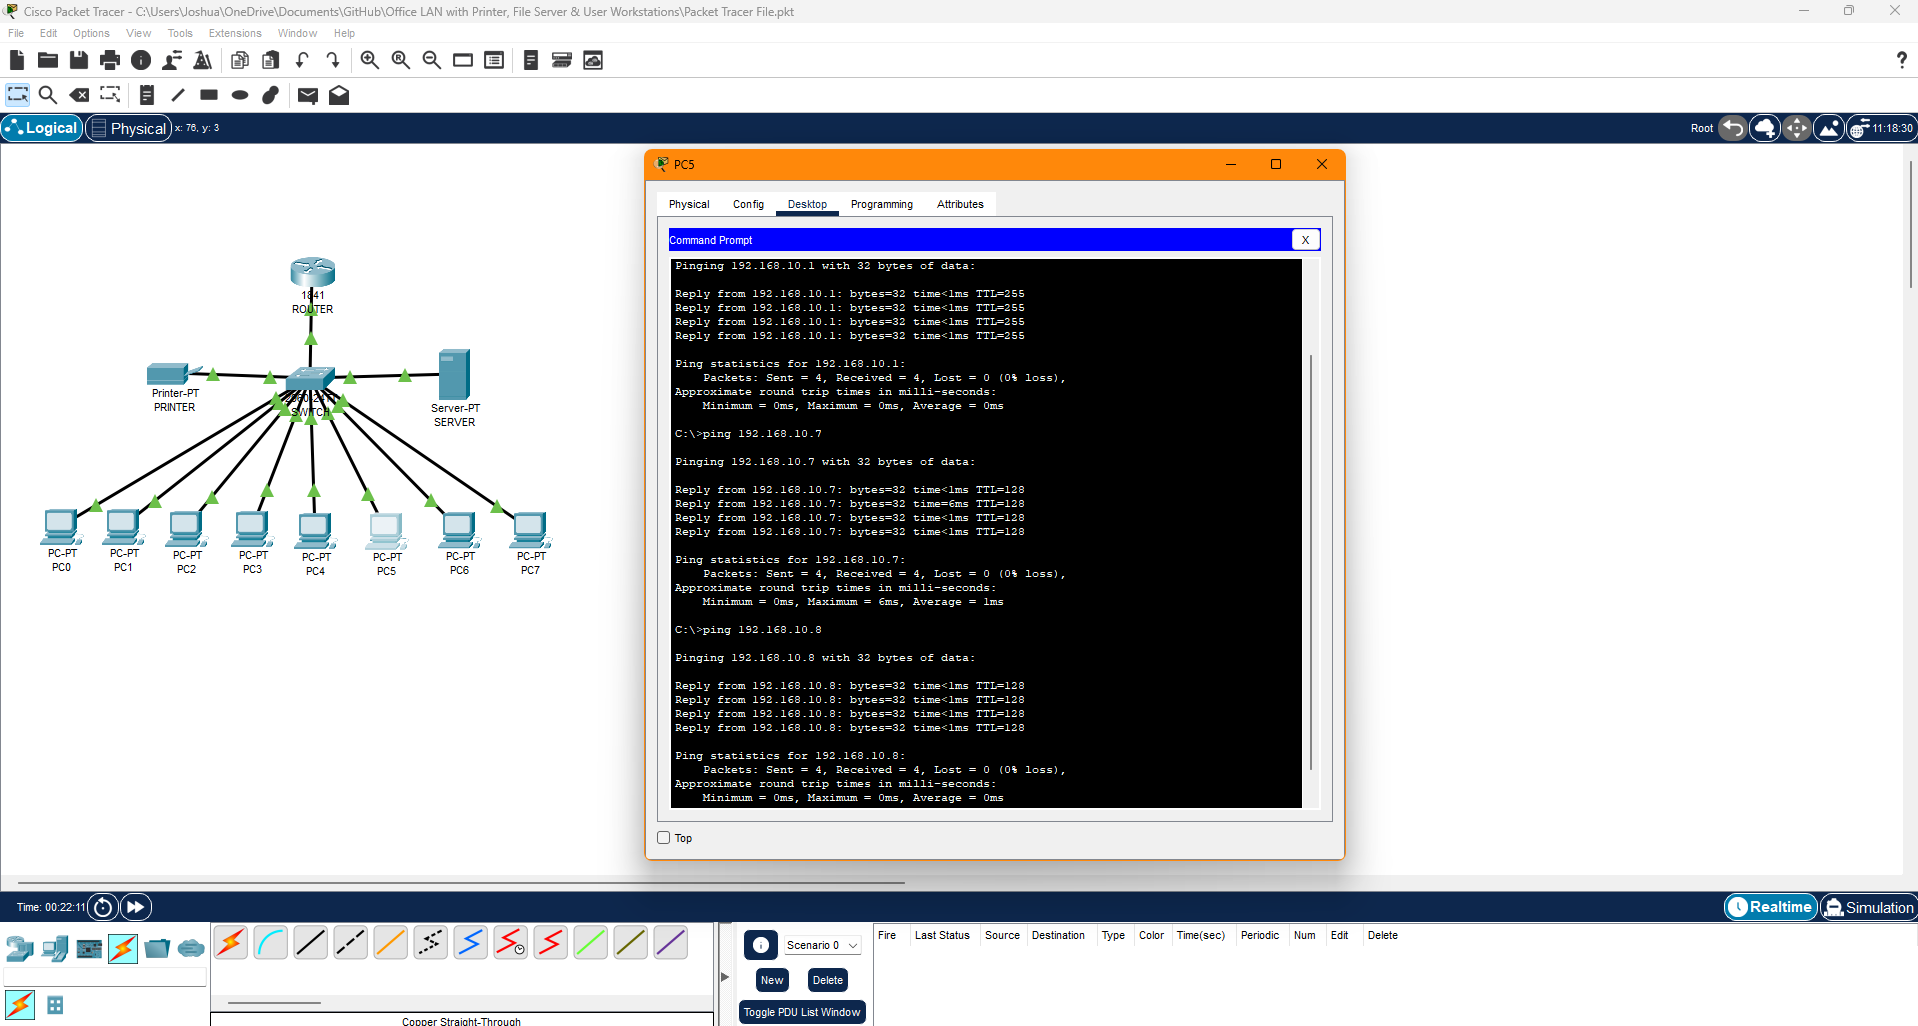 Cisco Packet Tracer - C:\Users\Joshua\OneDrive\Documents\GitHub\Office LAN with Printer, File Server & User Workstations\Packet Tracer File.pkt
File Edit Options View Tools Extensions Window Help
?
Logical Physical x: 76, y: 3
Root 11:18:30
PC5
Physical Config Desktop Programming Attributes
Command Prompt X
Pinging 192.168.10.1 with 32 bytes of data:
Reply from 192.168.10.1: bytes=32 time<1ms TTL=255
Reply from 192.168.10.1: bytes=32 time<1ms TTL=255
Reply from 192.168.10.1: bytes=32 time<1ms TTL=255
Reply from 192.168.10.1: bytes=32 time<1ms TTL=255
Ping statistics for 192.168.10.1:
Packets: Sent = 4, Received = 4, Lost = 0 (0% loss),
Approximate round trip times in milli-seconds:
Minimum = 0ms, Maximum = 0ms, Average = 0ms
C:\>ping 192.168.10.7
Pinging 192.168.10.7 with 32 bytes of data:
Reply from 192.168.10.7: bytes=32 time<1ms TTL=128
Reply from 192.168.10.7: bytes=32 time=6ms TTL=128
Reply from 192.168.10.7: bytes=32 time<1ms TTL=128
Reply from 192.168.10.7: bytes=32 time<1ms TTL=128
Ping statistics for 192.168.10.7:
Packets: Sent = 4, Received = 4, Lost = 0 (0% loss),
Approximate round trip times in milli-seconds:
Minimum = 0ms, Maximum = 6ms, Average = 1ms
C:\>ping 192.168.10.8
Pinging 192.168.10.8 with 32 bytes of data:
Reply from 192.168.10.8: bytes=32 time<1ms TTL=128
Reply from 192.168.10.8: bytes=32 time<1ms TTL=128
Reply from 192.168.10.8: bytes=32 time<1ms TTL=128
Reply from 192.168.10.8: bytes=32 time<1ms TTL=128
Ping statistics for 192.168.10.8:
Packets: Sent = 4, Received = 4, Lost = 0 (0% loss),
Approximate round trip times in milli-seconds:
Minimum = 0ms, Maximum = 0ms, Average = 0ms
Top
1841
ROUTER
Printer-PT
PRINTER
SWITCH
Server-PT
SERVER
PC-PT
PC0
PC-PT
PC1
PC-PT
PC2
PC-PT
PC3
PC-PT
PC4
PC-PT
PC5
PC-PT
PC6
PC-PT
PC7
Time: 00:22:11
Realtime Simulation
Copper Straight-Through
Scenario 0
New Delete
Toggle PDU List Window
Fire Last Status Source Destination Type Color Time(sec) Periodic Num Edit Delete